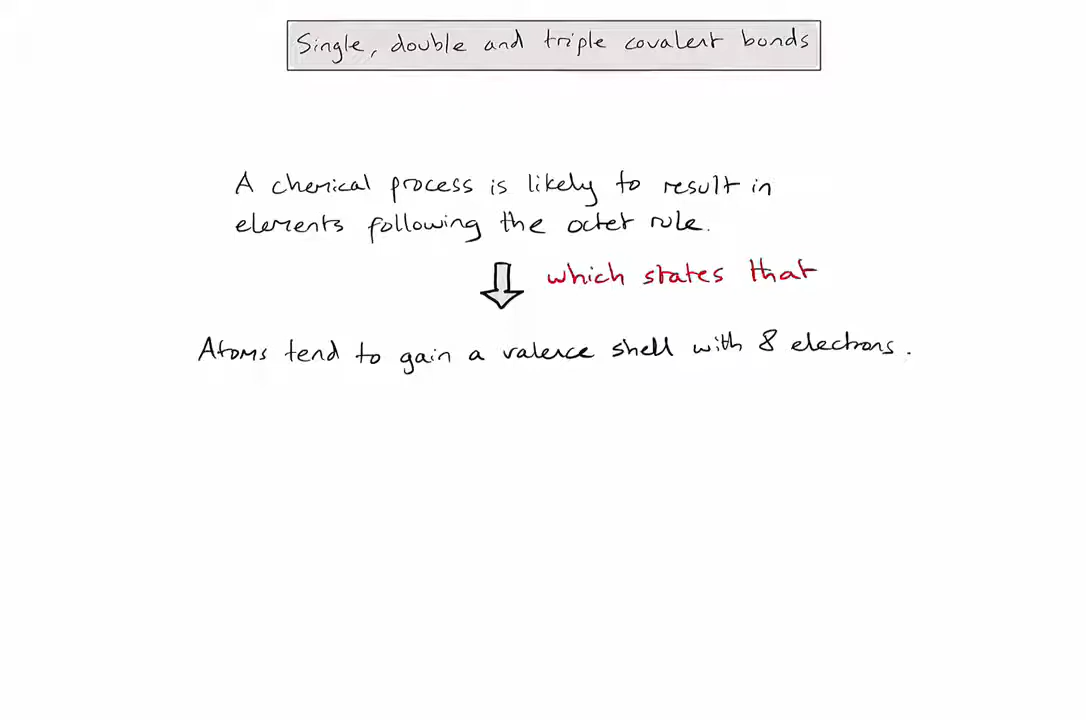 Single, double and triple covalent bonds
A chemical process is likely to result in
elements following the octet rule.
which states that
Atoms tend to gain a valence shell with 8 electrons.